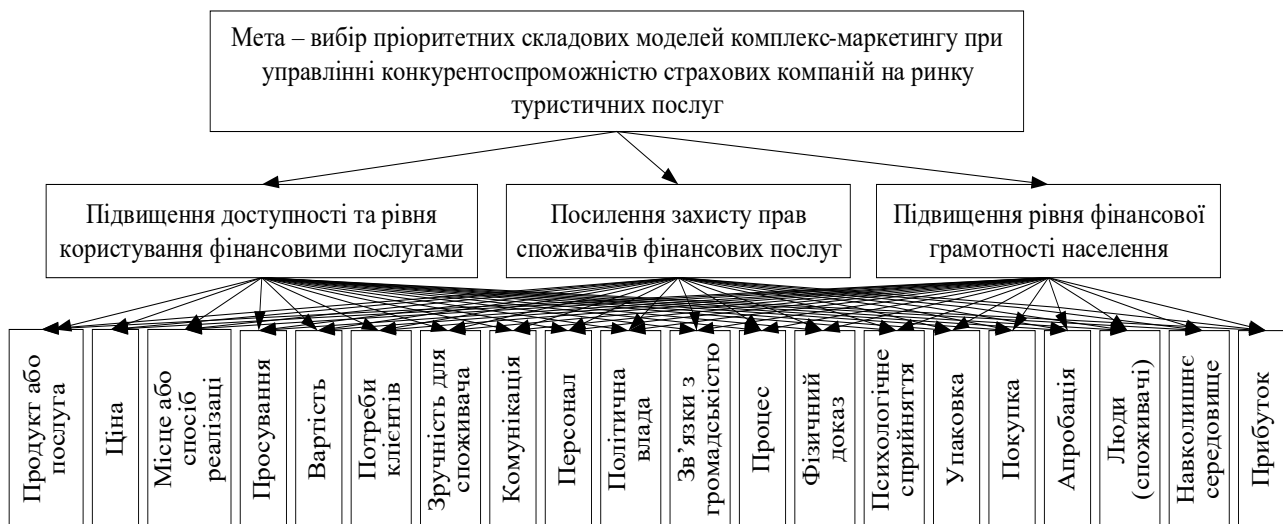 Мета – вибір пріоритетних складових моделей комплекс-маркетингу при
управлінні конкурентоспроможністю страхових компаній на ринку
туристичних послуг
Підвищення доступності та рівня
користування фінансовими послугами
Посилення захисту прав
споживачів фінансових послуг
Підвищення рівня фінансової
грамотності населення
Продукт або
послуга
Ціна
Місце або
спосіб
реалізаці
Просування
Вартість
Потреби
клієнтів
Зручність для
споживача
Комунікація
Персонал
Політична
влада
Зв’язки з
громадськістю
Процес
Фізичний
доказ
Психологічне
сприйняття
Упаковка
Покупка
Апробація
Люди
(споживачі)
Навколишнє
середовище
Прибуток